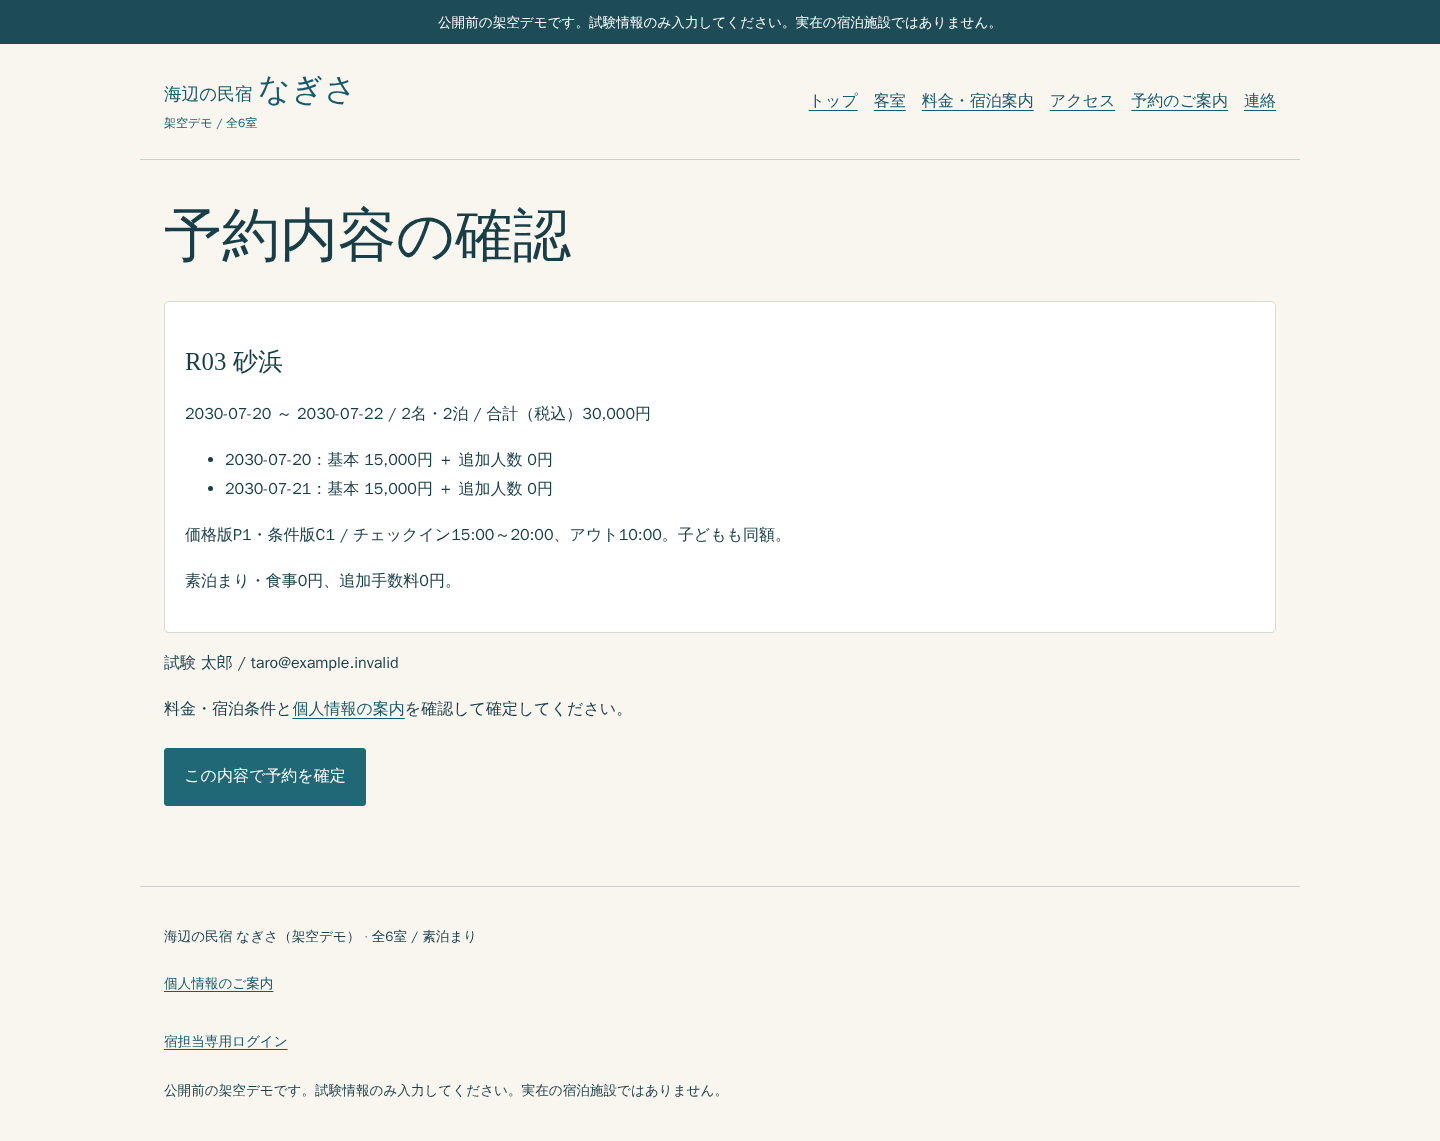 公開前の架空デモです。試験情報のみ入力してください。実在の宿泊施設ではありません。
海辺の民宿 なぎさ
架空デモ / 全6室
トップ 客室 料金・宿泊案内 アクセス 予約のご案内 連絡
予約内容の確認
R03 砂浜
2030-07-20 ～ 2030-07-22 / 2名・2泊 / 合計（税込）30,000円
• 2030-07-20：基本 15,000円 ＋ 追加人数 0円
• 2030-07-21：基本 15,000円 ＋ 追加人数 0円
価格版P1・条件版C1 / チェックイン15:00～20:00、アウト10:00。子どもも同額。
素泊まり・食事0円、追加手数料0円。
試験 太郎 / taro@example.invalid
料金・宿泊条件と個人情報の案内を確認して確定してください。
この内容で予約を確定
海辺の民宿 なぎさ（架空デモ） · 全6室 / 素泊まり
個人情報のご案内
宿担当専用ログイン
公開前の架空デモです。試験情報のみ入力してください。実在の宿泊施設ではありません。